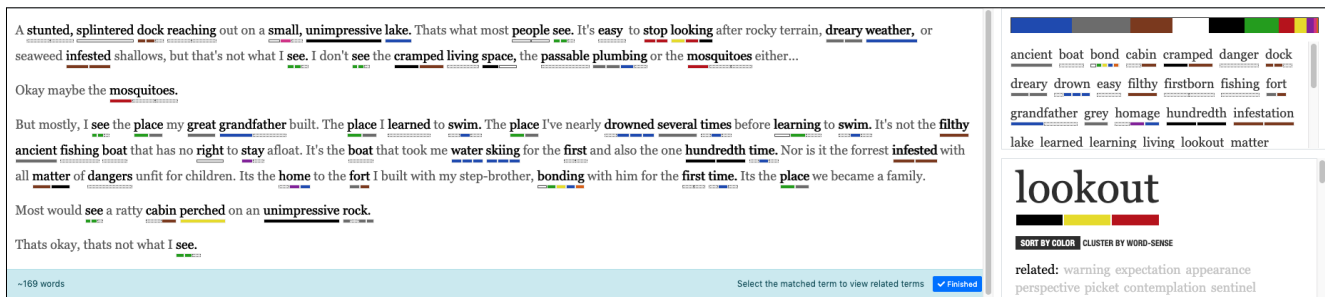 A stunted, splintered dock reaching out on a small, unimpressive lake. Thats what most people see. It's easy to stop looking after rocky terrain, dreary weather, or
seaweed infested shallows, but that's not what I see. I don't see the cramped living space, the passable plumbing or the mosquitoes either...
Okay maybe the mosquitoes.
But mostly, I see the place my great grandfather built. The place I learned to swim. The place I've nearly drowned several times before learning to swim. It's not the filthy
ancient fishing boat that has no right to stay afloat. It's the boat that took me water skiing for the first and also the one hundredth time. Nor is it the forrest infested with
all matter of dangers unfit for children. Its the home to the fort I built with my step-brother, bonding with him for the first time. Its the place we became a family.
Most would see a ratty cabin perched on an unimpressive rock.
Thats okay, thats not what I see.
~169 words
Select the matched term to view related terms
Finished
ancient boat bond cabin cramped danger dock
dreary drown easy filthy firstborn fishing fort
grandfather grey homage hundredth infestation
lake learned learning living lookout matter
lookout
SORT BY COLOR CLUSTER BY WORD-SENSE
related: warning expectation appearance
perspective picket contemplation sentinel